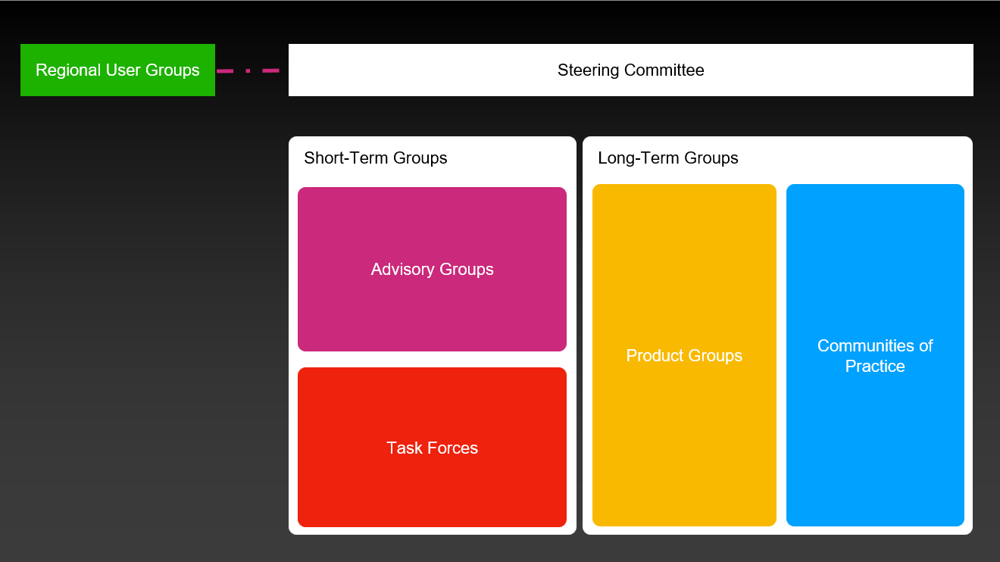 Regional User Groups
Steering Committee
Short-Term Groups
Advisory Groups
Task Forces
Long-Term Groups
Product Groups
Communities of
Practice